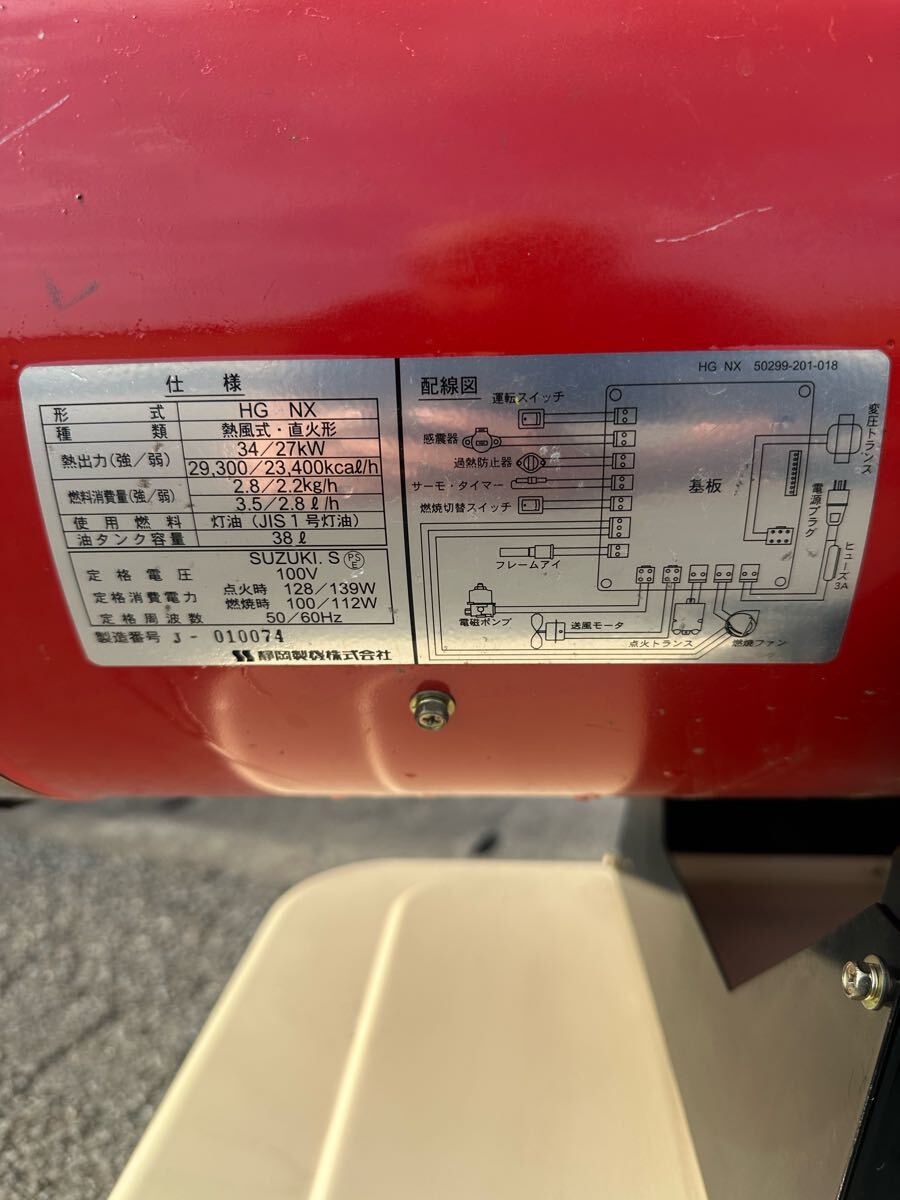 仕 様
形 式 HG NX
種 類 熱風式・直火形
熱出力(強/弱) 34/27kW
29,300/23,400kcal/h
燃料消費量(強/弱) 2.8/2.2kg/h
3.5/2.8ℓ/h
使用燃料 灯油(JIS1号灯油)
油タンク容量 38ℓ
SUZUKI. S PSE
定格電圧 100V
定格消費電力 点火時 128/139W
燃焼時 100/112W
定格周波数 50/60Hz
製造番号 J- 010074
静岡製機株式会社
配線図
HG NX 50299-201-018
運転スイッチ
感震器
過熱防止器
サーモ・タイマー
燃焼切替スイッチ
フレームアイ
電磁ポンプ
送風モータ
点火トランス
燃焼ファン
基板
変圧トランス
電源プラグ
ヒューズ
3A